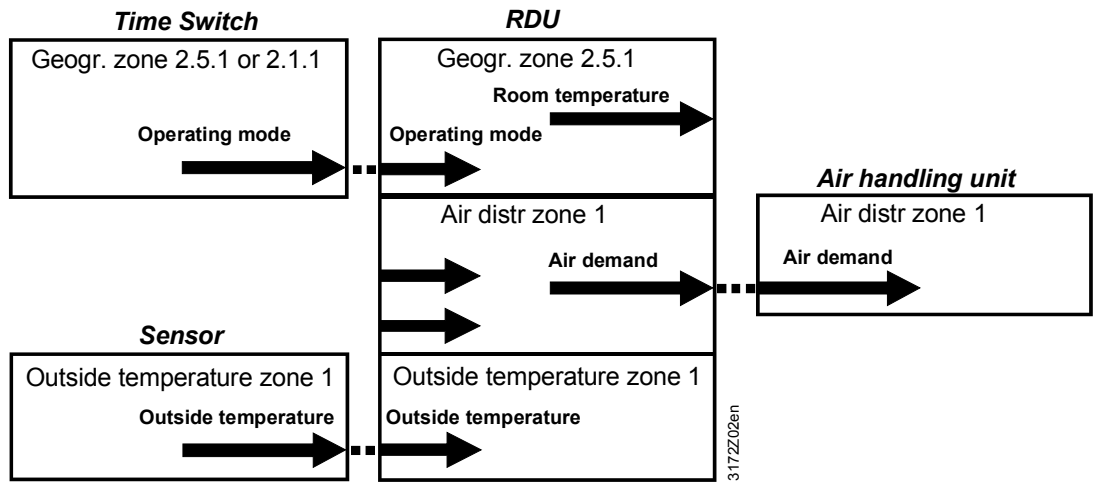 Time Switch
RDU
Geogr. zone 2.5.1 or 2.1.1
Geogr. zone 2.5.1
Room temperature
Operating mode
Operating mode
Air handling unit
Air distr zone 1
Air distr zone 1
Air demand
Air demand
Sensor
Outside temperature zone 1
Outside temperature zone 1
Outside temperature
Outside temperature
3172Z02en